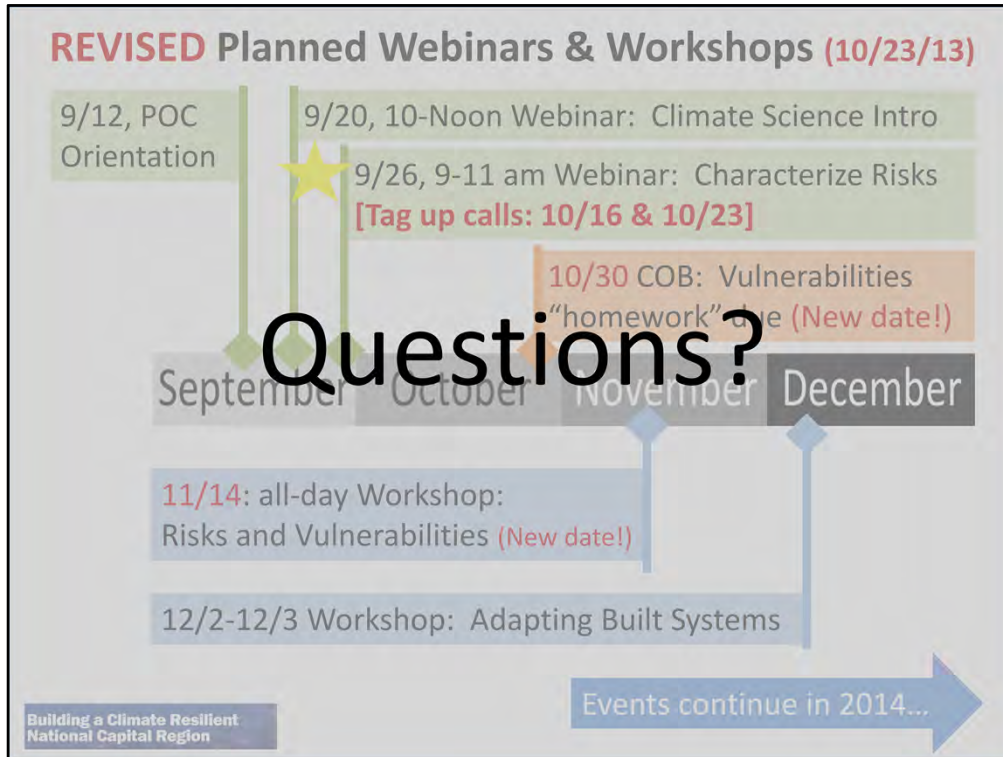 REVISED Planned Webinars & Workshops (10/23/13)
9/12, POC
Orientation
9/20, 10-Noon Webinar: Climate Science Intro
9/26, 9-11 am Webinar: Characterize Risks
[Tag up calls: 10/16 & 10/23]
10/30 COB: Vulnerabilities
“homework” due (New date!)
Questions?
September October November December
11/14: all-day Workshop:
Risks and Vulnerabilities (New date!)
12/2-12/3 Workshop: Adapting Built Systems
Events continue in 2014...
Building a Climate Resilient
National Capital Region